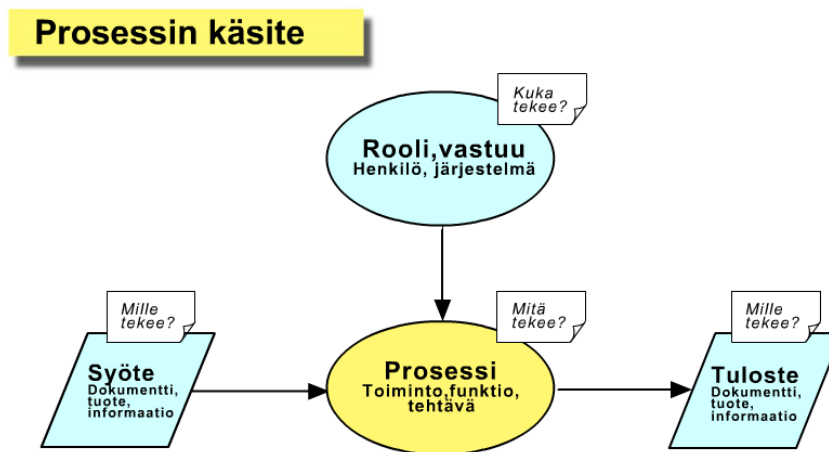 Prosessin käsite
Kuka
tekee?
Rooli,vastuu
Henkilö, järjestelmä
Mille
tekee?
Syöte
Dokumentti,
tuote,
informaatio
Mitä
tekee?
Prosessi
Toiminto,funktio,
tehtävä
Mille
tekee?
Tuloste
Dokumentti,
tuote,
informaatio